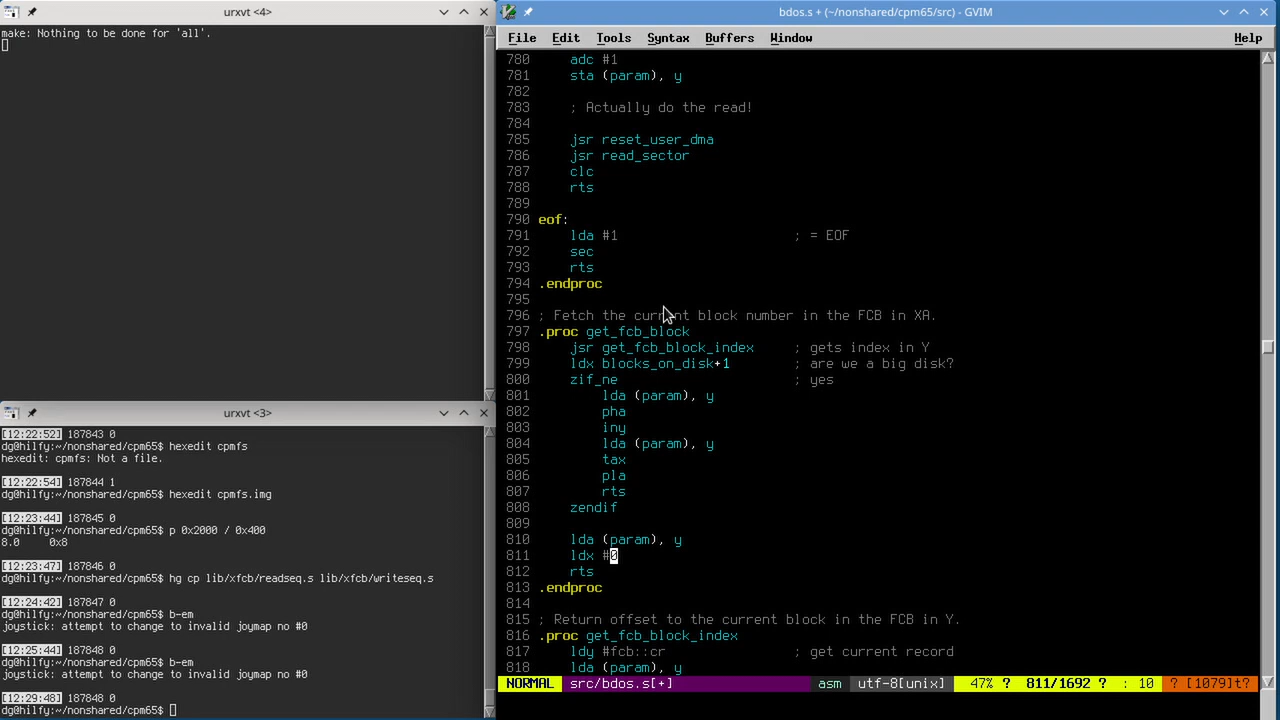 urxvt <4>
make: Nothing to be done for 'all'.
urxvt <3>
[12:22:52] 187843 0
dg@hilfy:~/nonshared/cpm65$ hexedit cpmfs
hexedit: cpmfs: Not a file.
[12:22:54] 187844 1
dg@hilfy:~/nonshared/cpm65$ hexedit cpmfs.img
[12:23:44] 187845 0
dg@hilfy:~/nonshared/cpm65$ p 0x2000 / 0x400
8.0     0x8
[12:23:47] 187846 0
dg@hilfy:~/nonshared/cpm65$ hg cp lib/xfcb/readseq.s lib/xfcb/writeseq.s
[12:24:42] 187847 0
dg@hilfy:~/nonshared/cpm65$ b-em
joystick: attempt to change to invalid joymap no #0
[12:25:44] 187848 0
dg@hilfy:~/nonshared/cpm65$ b-em
joystick: attempt to change to invalid joymap no #0
[12:29:48] 187848 0
dg@hilfy:~/nonshared/cpm65$
bdos.s + (~/nonshared/cpm65/src) - GVIM
File Edit Tools Syntax Buffers Window Help
780     adc #1
781     sta (param), y
782
783     ; Actually do the read!
784
785     jsr reset_user_dma
786     jsr read_sector
787     clc
788     rts
789
790 eof:
791     lda #1                       ; = EOF
792     sec
793     rts
794 .endproc
795
796 ; Fetch the current block number in the FCB in XA.
797 .proc get_fcb_block
798     jsr get_fcb_block_index     ; gets index in Y
799     ldx blocks_on_disk+1        ; are we a big disk?
800     zif_ne                       ; yes
801         lda (param), y
802         pha
803         iny
804         lda (param), y
805         tax
806         pla
807         rts
808     zendif
809
810     lda (param), y
811     ldx #0
812     rts
813 .endproc
814
815 ; Return offset to the current block in the FCB in Y.
816 .proc get_fcb_block_index
817     ldy #fcb::cr                 ; get current record
818     lda (param), y
NORMAL src/bdos.s[+] asm utf-8[unix] 47% ? 811/1692 ? : 10 ? [1079]t?